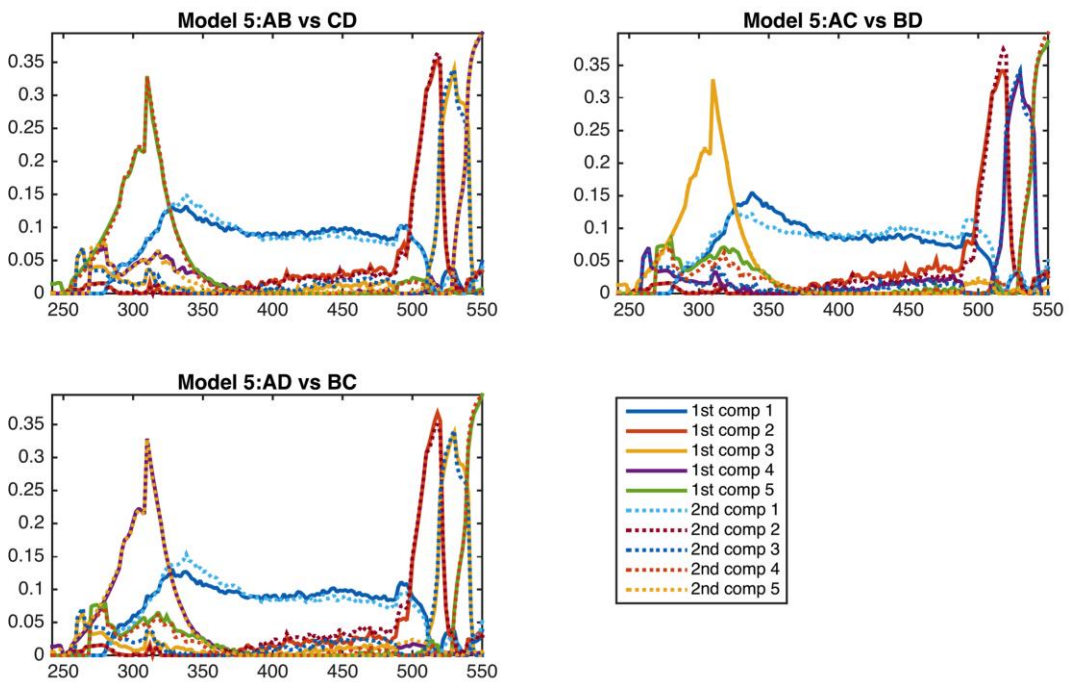 Model 5:AB vs CD
0.35
0.3
0.25
0.2
0.15
0.1
0.05
0
250 300 350 400 450 500 550
Model 5:AC vs BD
0.35
0.3
0.25
0.2
0.15
0.1
0.05
0
250 300 350 400 450 500 550
Model 5:AD vs BC
0.35
0.3
0.25
0.2
0.15
0.1
0.05
0
250 300 350 400 450 500 550
1st comp 1
1st comp 2
1st comp 3
1st comp 4
1st comp 5
2nd comp 1
2nd comp 2
2nd comp 3
2nd comp 4
2nd comp 5